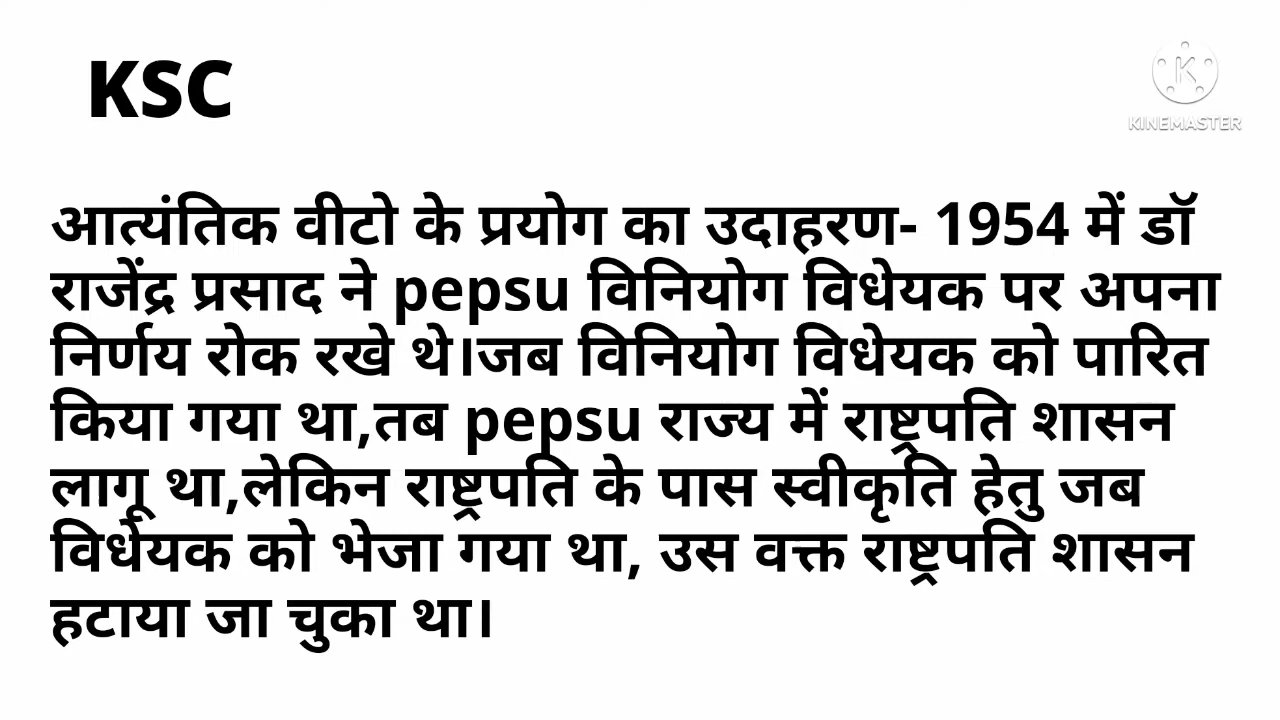 KSC
K
KINEMASTER
आत्यंतिक वीटो के प्रयोग का उदाहरण- 1954 में डॉ
राजेंद्र प्रसाद ने pepsu विनियोग विधेयक पर अपना
निर्णय रोक रखे थे।जब विनियोग विधेयक को पारित
किया गया था,तब pepsu राज्य में राष्ट्रपति शासन
लागू था,लेकिन राष्ट्रपति के पास स्वीकृति हेतु जब
विधेयक को भेजा गया था, उस वक्त राष्ट्रपति शासन
हटाया जा चुका था।